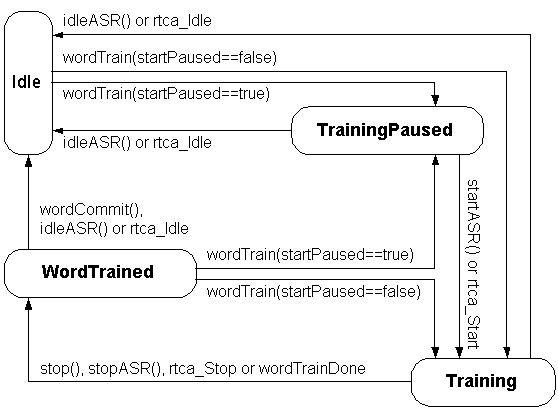 idleASR() or rtca_Idle
wordTrain(startPaused==false)
Idle
wordTrain(startPaused==true)
TrainingPaused
idleASR() or rtca_Idle
startASR() or rtca_Start
wordCommit(),
idleASR() or rtca_Idle
wordTrain(startPaused==true)
WordTrained
wordTrain(startPaused==false)
stop(), stopASR(), rtca_Stop or wordTrainDone
Training